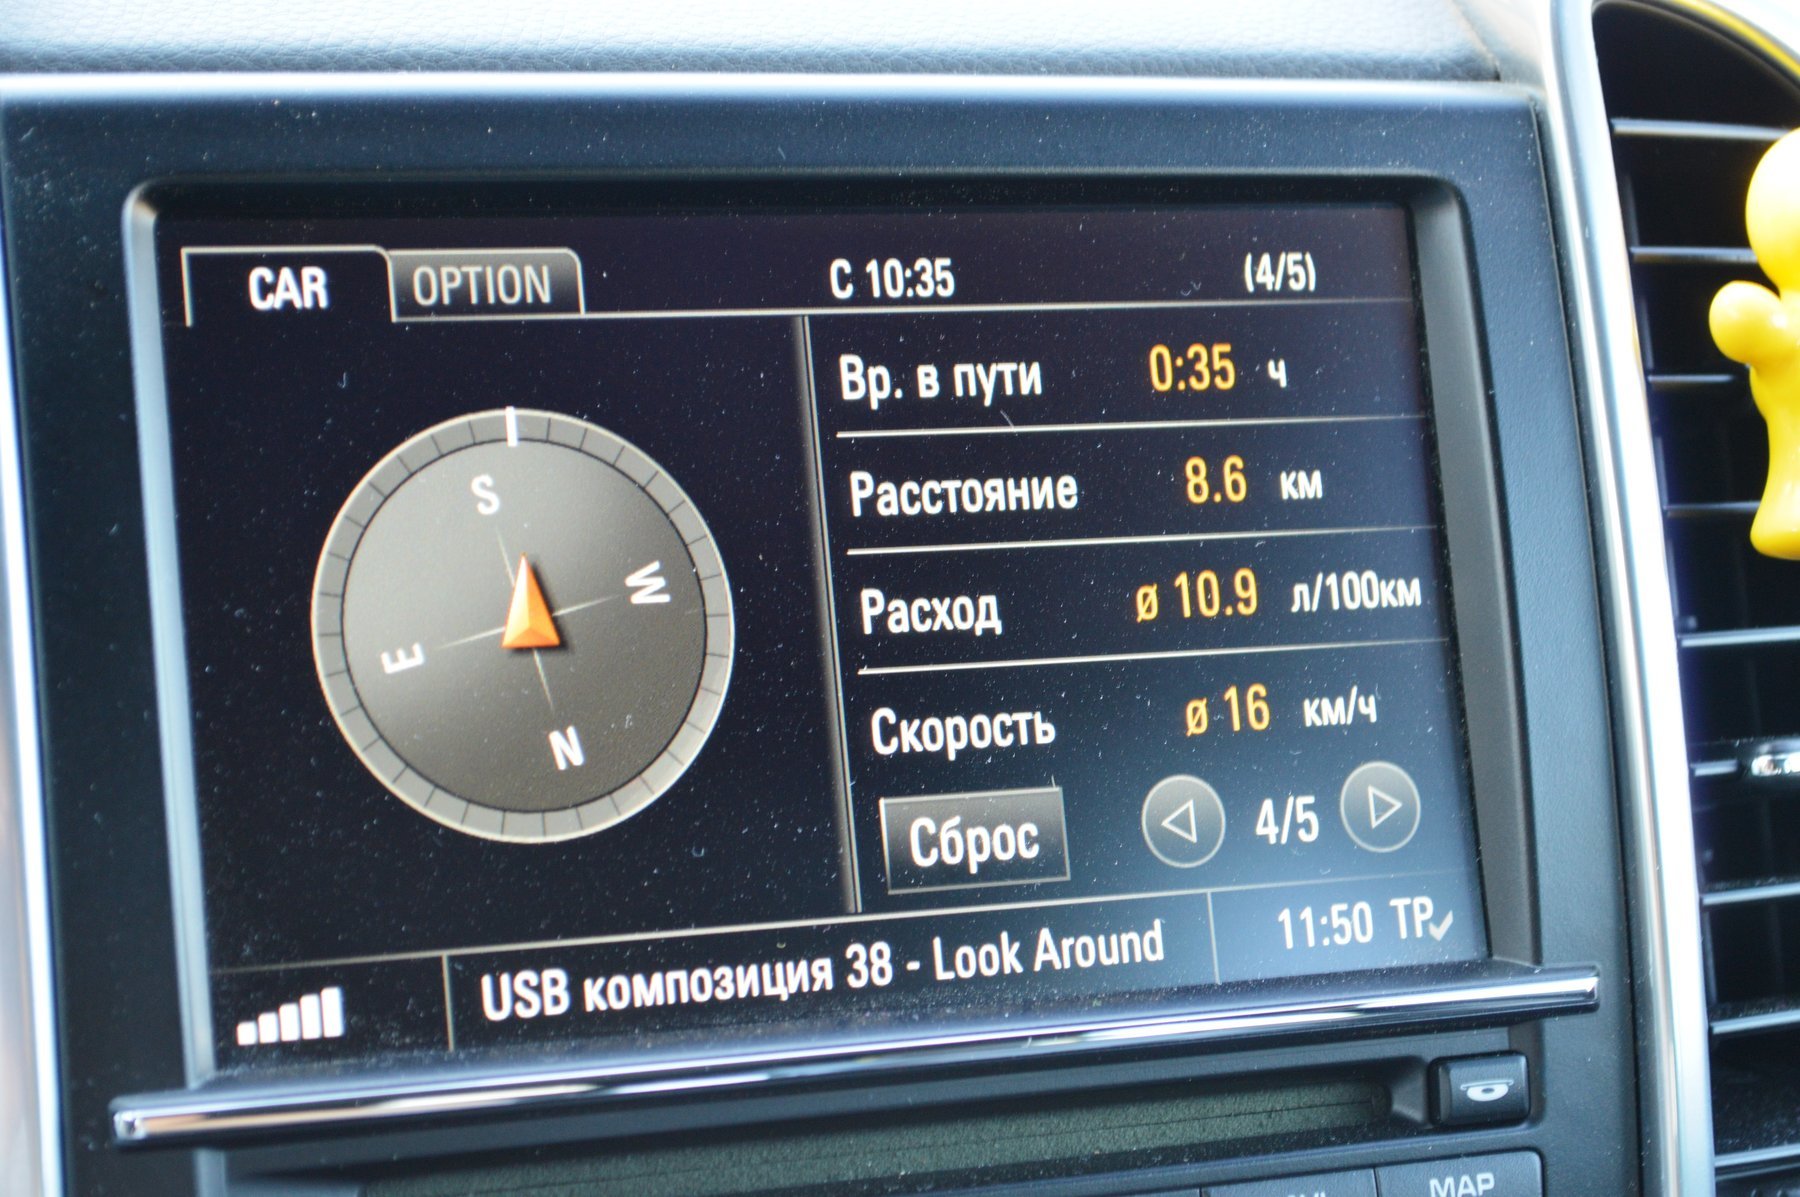 CAR OPTION С 10:35 (4/5)
Вр. в пути 0:35 ч
Расстояние 8.6 км
Расход ø 10.9 л/100км
Скорость ø 16 км/ч
S
W
E
N
Сброс 4/5
USB композиция 38 - Look Around 11:50 TP
MAP